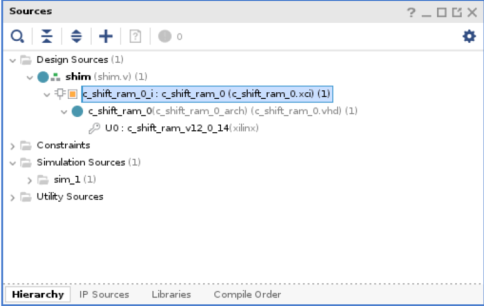 Sources
0
Design Sources (1)
shim (shim.v) (1)
c_shift_ram_0_i : c_shift_ram_0 (c_shift_ram_0.xci) (1)
c_shift_ram_0(c_shift_ram_0_arch) (c_shift_ram_0.vhd) (1)
U0 : c_shift_ram_v12_0_14(xilinx)
Constraints
Simulation Sources (1)
sim_1 (1)
Utility Sources
Hierarchy IP Sources Libraries Compile Order